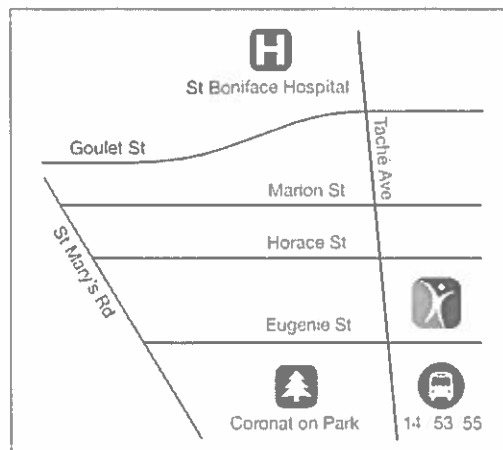 H
St Boniface Hospital
Goulet St
Taché Ave
Marion St
St Mary's Rd
Horace St
Eugenie St
Coronation Park
14 53 55